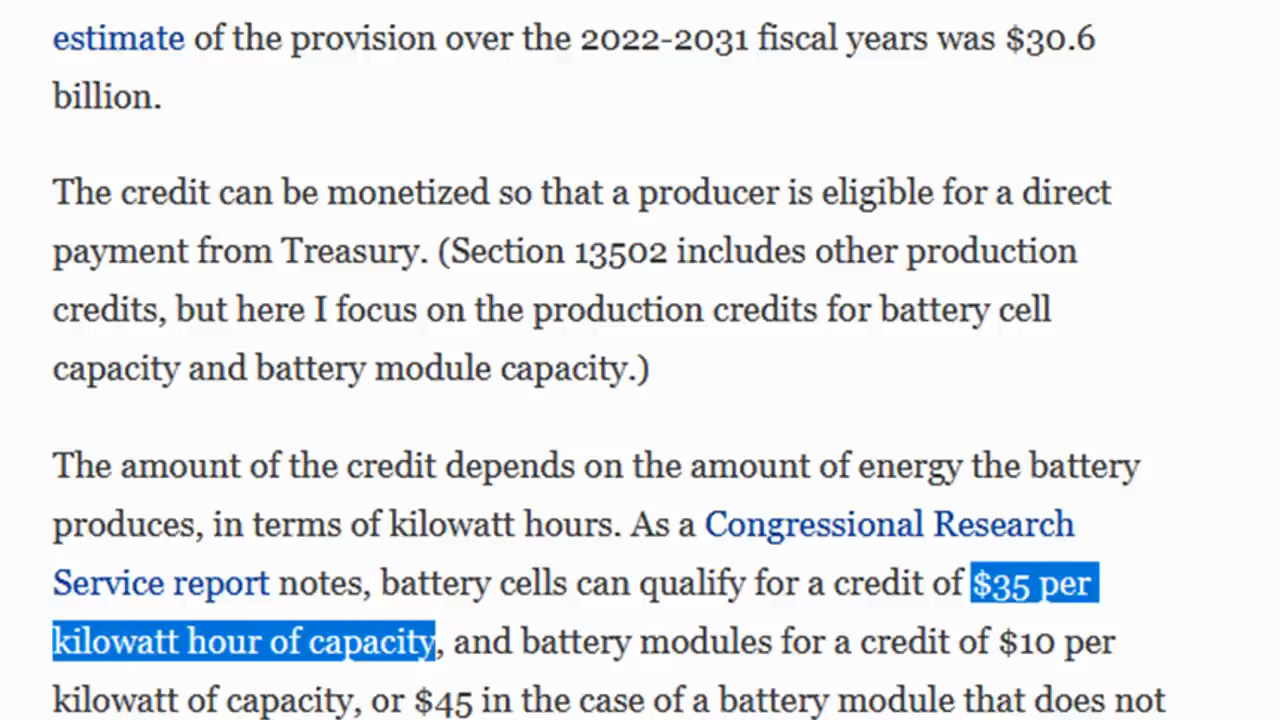 estimate of the provision over the 2022-2031 fiscal years was $30.6
billion.
The credit can be monetized so that a producer is eligible for a direct
payment from Treasury. (Section 13502 includes other production
credits, but here I focus on the production credits for battery cell
capacity and battery module capacity.)
The amount of the credit depends on the amount of energy the battery
produces, in terms of kilowatt hours. As a Congressional Research
Service report notes, battery cells can qualify for a credit of $35 per
kilowatt hour of capacity, and battery modules for a credit of $10 per
kilowatt of capacity, or $45 in the case of a battery module that does not